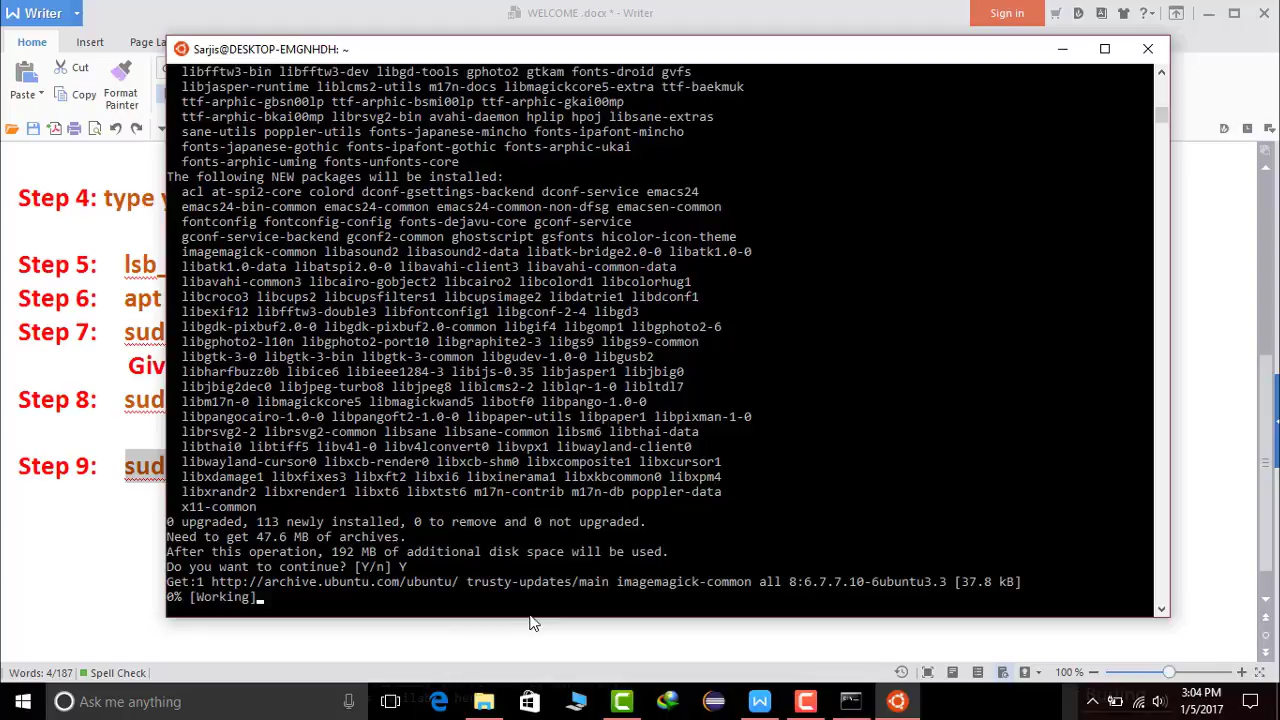 Writer
WELCOME .docx * - Writer
Sign in
Home
Insert
Page La
Cut
Copy
Paste
Format
Painter
Sarjis@DESKTOP-EMGNHDH: ~
libfftw3-bin libfftw3-dev libgd-tools gphoto2 gtkam fonts-droid gvfs
libjasper-runtime liblcms2-utils m17n-docs libmagickcore5-extra ttf-baekmuk
ttf-arphic-gbsn00lp ttf-arphic-bsmi00lp ttf-arphic-gkai00mp
ttf-arphic-bkai00mp librsvg2-bin avahi-daemon hplip hpoj libsane-extras
sane-utils poppler-utils fonts-japanese-mincho fonts-ipafont-mincho
fonts-japanese-gothic fonts-ipafont-gothic fonts-arphic-ukai
fonts-arphic-uming fonts-unfonts-core
The following NEW packages will be installed:
acl at-spi2-core colord dconf-gsettings-backend dconf-service emacs24
emacs24-bin-common emacs24-common emacs24-common-non-dfsg emacsen-common
fontconfig fontconfig-config fonts-dejavu-core gconf-service
gconf-service-backend gconf2-common ghostscript gsfonts hicolor-icon-theme
imagemagick-common libasound2 libasound2-data libatk-bridge2.0-0 libatk1.0-0
libatk1.0-data libatspi2.0-0 libavahi-client3 libavahi-common-data
libavahi-common3 libcairo-gobject2 libcairo2 libcolord1 libcolorhug1
libcroco3 libcups2 libcupsfilters1 libcupsimage2 libdatrie1 libdconf1
libexif12 libfftw3-double3 libfontconfig1 libgconf-2-4 libgd3
libgdk-pixbuf2.0-0 libgdk-pixbuf2.0-common libgif4 libgomp1 libgphoto2-6
libgphoto2-l10n libgphoto2-port10 libgraphite2-3 libgs9 libgs9-common
libgtk-3-0 libgtk-3-bin libgtk-3-common libgudev-1.0-0 libgusb2
libharfbuzz0b libice6 libieee1284-3 libijs-0.35 libjasper1 libjbig0
libjbig2dec0 libjpeg-turbo8 libjpeg8 liblcms2-2 liblqr-1-0 libltdl7
libm17n-0 libmagickcore5 libmagickwand5 libotf0 libpango-1.0-0
libpangocairo-1.0-0 libpangoft2-1.0-0 libpaper-utils libpaper1 libpixman-1-0
librsvg2-2 librsvg2-common libsane libsane-common libsm6 libthai-data
libthai0 libtiff5 libv4l-0 libv4lconvert0 libvpx1 libwayland-client0
libwayland-cursor0 libxcb-render0 libxcb-shm0 libxcomposite1 libxcursor1
libxdamage1 libxfixes3 libxft2 libxi6 libxinerama1 libxkbcommon0 libxpm4
libxrandr2 libxrender1 libxt6 libxtst6 m17n-contrib m17n-db poppler-data
x11-common
0 upgraded, 113 newly installed, 0 to remove and 0 not upgraded.
Need to get 47.6 MB of archives.
After this operation, 192 MB of additional disk space will be used.
Do you want to continue? [Y/n] Y
Get:1 http://archive.ubuntu.com/ubuntu/ trusty-updates/main imagemagick-common all 8:6.7.7.10-6ubuntu3.3 [37.8 kB]
0% [Working]
Step 4: type y
Step 5: lsb_
Step 6: apt
Step 7: sud
Giv
Step 8: sud
Step 9: sud
Words: 4/187
Spell Check
100 %
Ask me anything
3:04 PM
1/5/2017